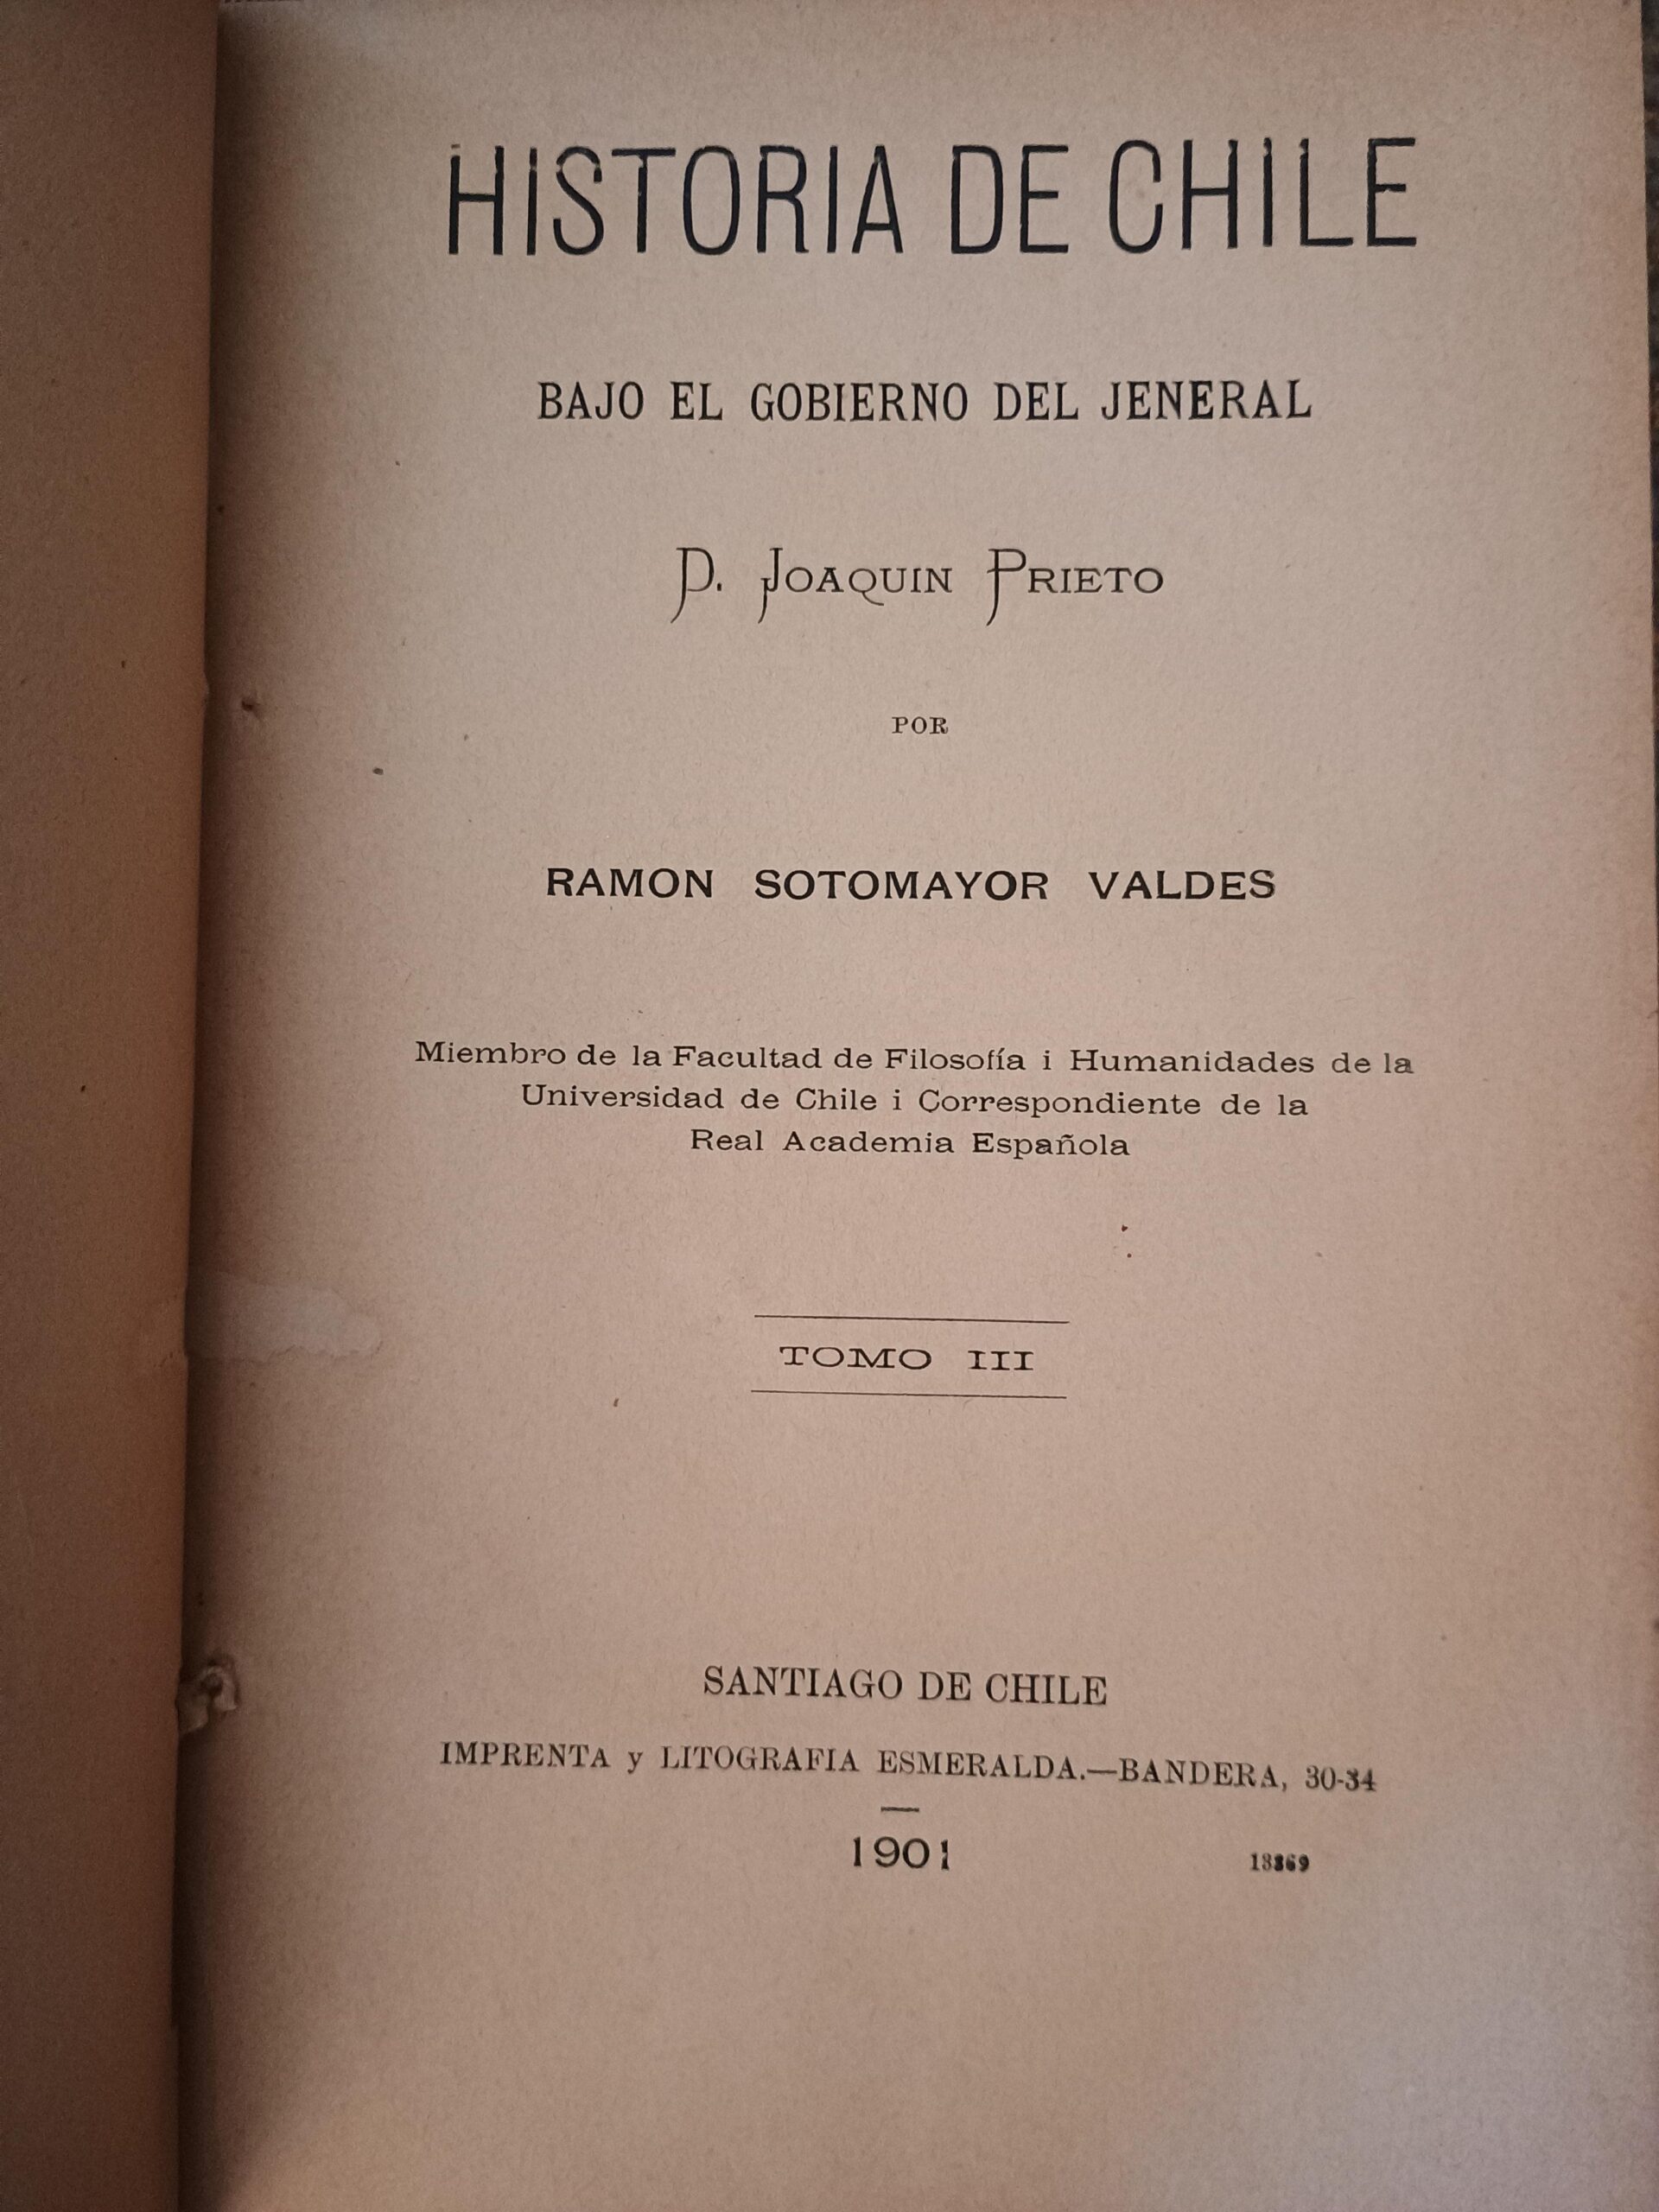 HISTORIA DE CHILE
BAJO EL GOBIERNO DEL JENERAL
D. JOAQUIN PRIETO
POR
RAMON SOTOMAYOR VALDES
Miembro de la Facultad de Filosofía i Humanidades de la
Universidad de Chile i Correspondiente de la
Real Academia Española
TOMO III
SANTIAGO DE CHILE
IMPRENTA y LITOGRAFIA ESMERALDA.—BANDERA, 30-34
1901
13869